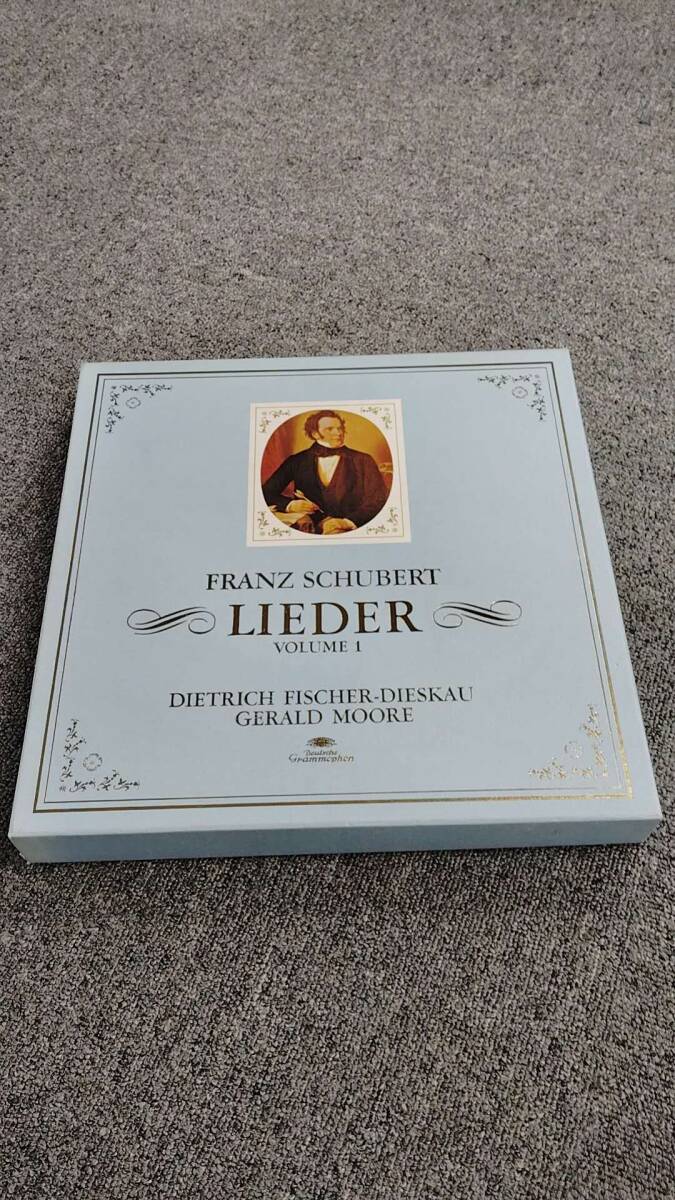 FRANZ SCHUBERT
LIEDER
VOLUME 1
DIETRICH FISCHER-DIESKAU
GERALD MOORE
Deutsche
Grammophon